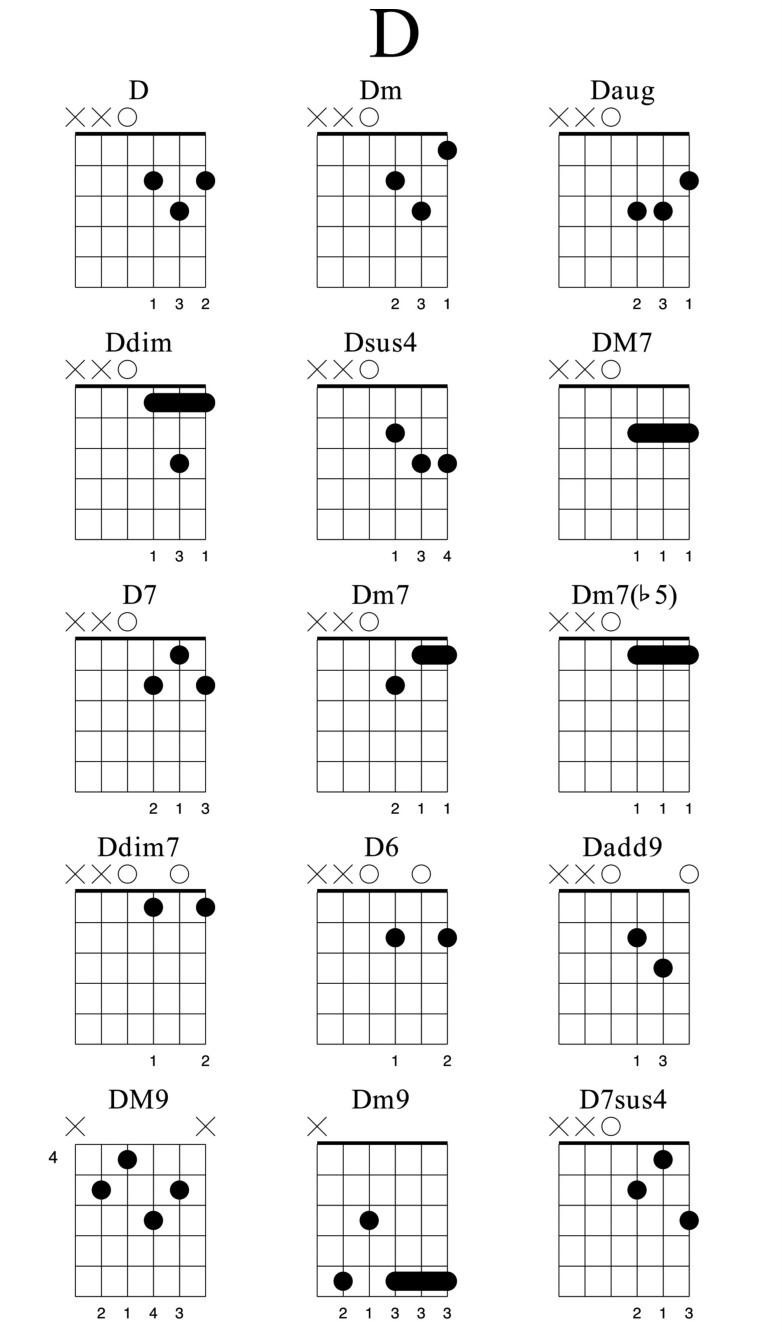 D
D Dm Daug
1 3 2 2 3 1 2 3 1
Ddim Dsus4 DM7
1 3 1 1 3 4 1 1 1
D7 Dm7 Dm7(♭5)
2 1 3 2 1 1 1 1 1
Ddim7 D6 Dadd9
1 2 1 2 1 3
DM9 Dm9 D7sus4
4
2 1 4 3 2 1 3 3 3 2 1 3